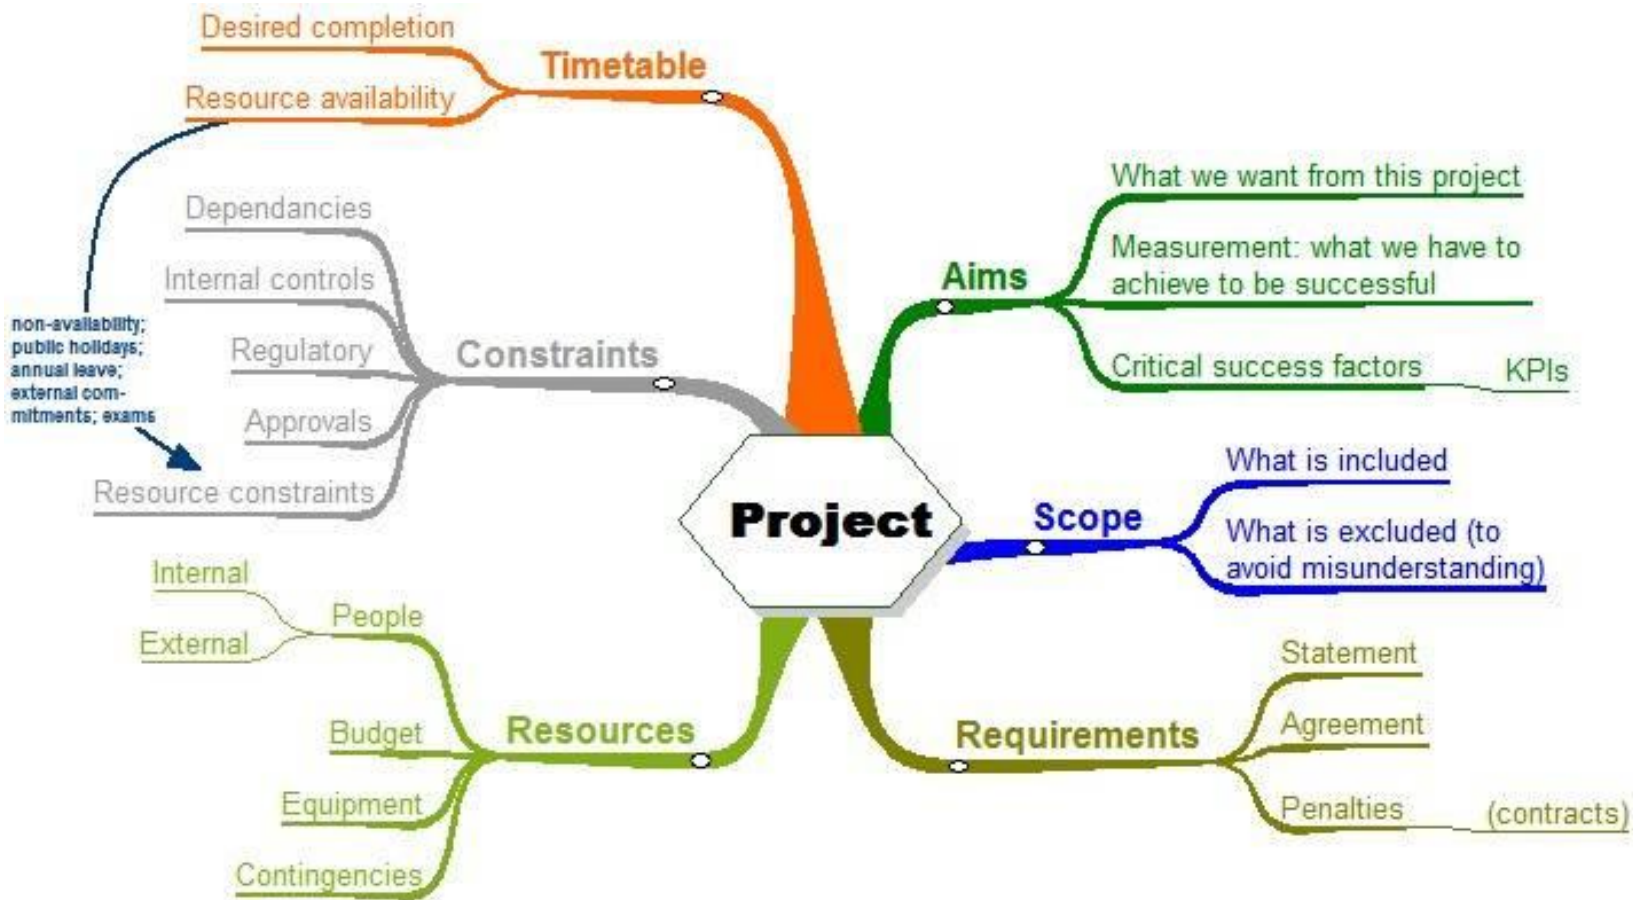 Desired completion
Timetable
Resource availability
Dependancies
Internal controls
Regulatory
Constraints
Approvals
Resource constraints
non-availability;
public holidays;
annual leave;
external com-
mitments; exams
What we want from this project
Measurement: what we have to
achieve to be successful
Aims
Critical success factors
KPIs
Project
What is included
Scope
What is excluded (to
avoid misunderstanding)
Internal
People
External
Budget
Resources
Equipment
Contingencies
Statement
Agreement
Requirements
Penalties
(contracts)